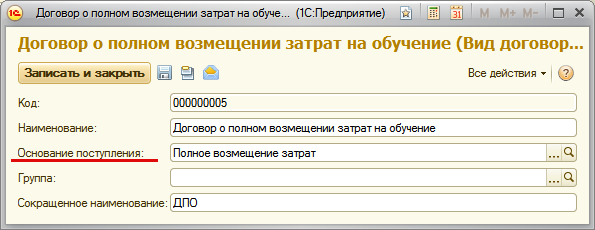 Договор о полном возмещении затрат на обуче... (1С:Предприятие)
M M+ M-
Договор о полном возмещении затрат на обучение (Вид договор...
Записать и закрыть Все действия
Код: 000000005
Наименование: Договор о полном возмещении затрат на обучение
Основание поступления: Полное возмещение затрат ...
Группа: ...
Сокращенное наименование: ДПО